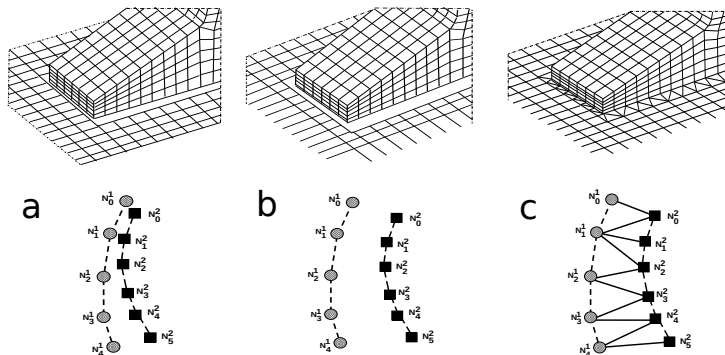 a
N₀¹
N₁¹
N₂¹
N₃¹
N₄¹
N₀²
N₁²
N₂²
N₃²
N₄²
N₅²
b
N₀¹
N₁¹
N₂¹
N₃¹
N₄¹
N₀²
N₁²
N₂²
N₃²
N₄²
N₅²
c
N₀¹
N₁¹
N₂¹
N₃¹
N₄¹
N₀²
N₁²
N₂²
N₃²
N₄²
N₅²